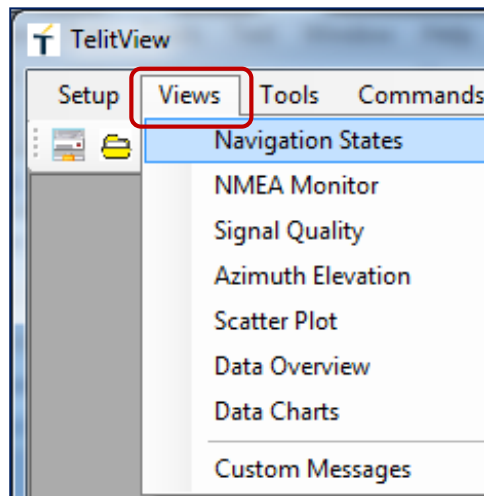 TelitView
Setup Views Tools Commands
Navigation States
NMEA Monitor
Signal Quality
Azimuth Elevation
Scatter Plot
Data Overview
Data Charts
Custom Messages